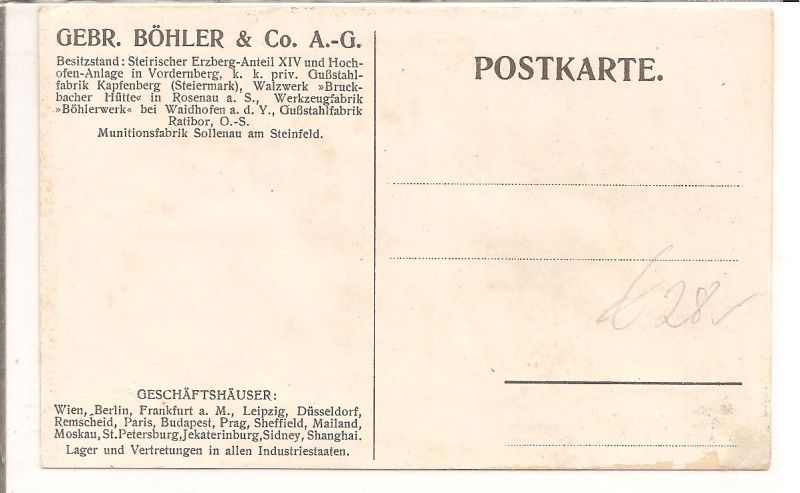 GEBR. BÖHLER & Co. A.-G.
Besitzstand: Steirischer Erzberg-Anteil XIV und Hoch-
ofen-Anlage in Vordernberg, k. k. priv. Gußstahl-
fabrik Kapfenberg (Steiermark), Walzwerk »Bruck-
bacher Hütte« in Rosenau a. S., Werkzeugfabrik
»Böhlerwerk« bei Waidhofen a. d. Y., Gußstahlfabrik
Ratibor, O.-S.
Munitionsfabrik Sollenau am Steinfeld.
GESCHÄFTSHÄUSER:
Wien, Berlin, Frankfurt a. M., Leipzig, Düsseldorf,
Remscheid, Paris, Budapest, Prag, Sheffield, Mailand,
Moskau, St. Petersburg, Jekaterinburg, Sidney, Shanghai.
Lager und Vertretungen in allen Industriestaaten.
POSTKARTE.
28